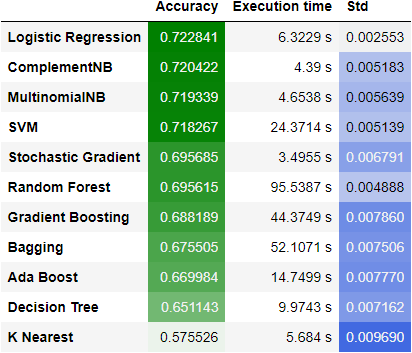 Accuracy Execution time Std
Logistic Regression 0.722841 6.3229 s 0.002553
ComplementNB 0.720422 4.39 s 0.005183
MultinomialNB 0.719339 4.6538 s 0.005639
SVM 0.718267 24.3714 s 0.005139
Stochastic Gradient 0.695685 3.4955 s 0.006791
Random Forest 0.695615 95.5387 s 0.004888
Gradient Boosting 0.688189 44.3749 s 0.007860
Bagging 0.675505 52.1071 s 0.007506
Ada Boost 0.669984 14.7499 s 0.007770
Decision Tree 0.651143 9.9743 s 0.007162
K Nearest 0.575526 5.684 s 0.009690